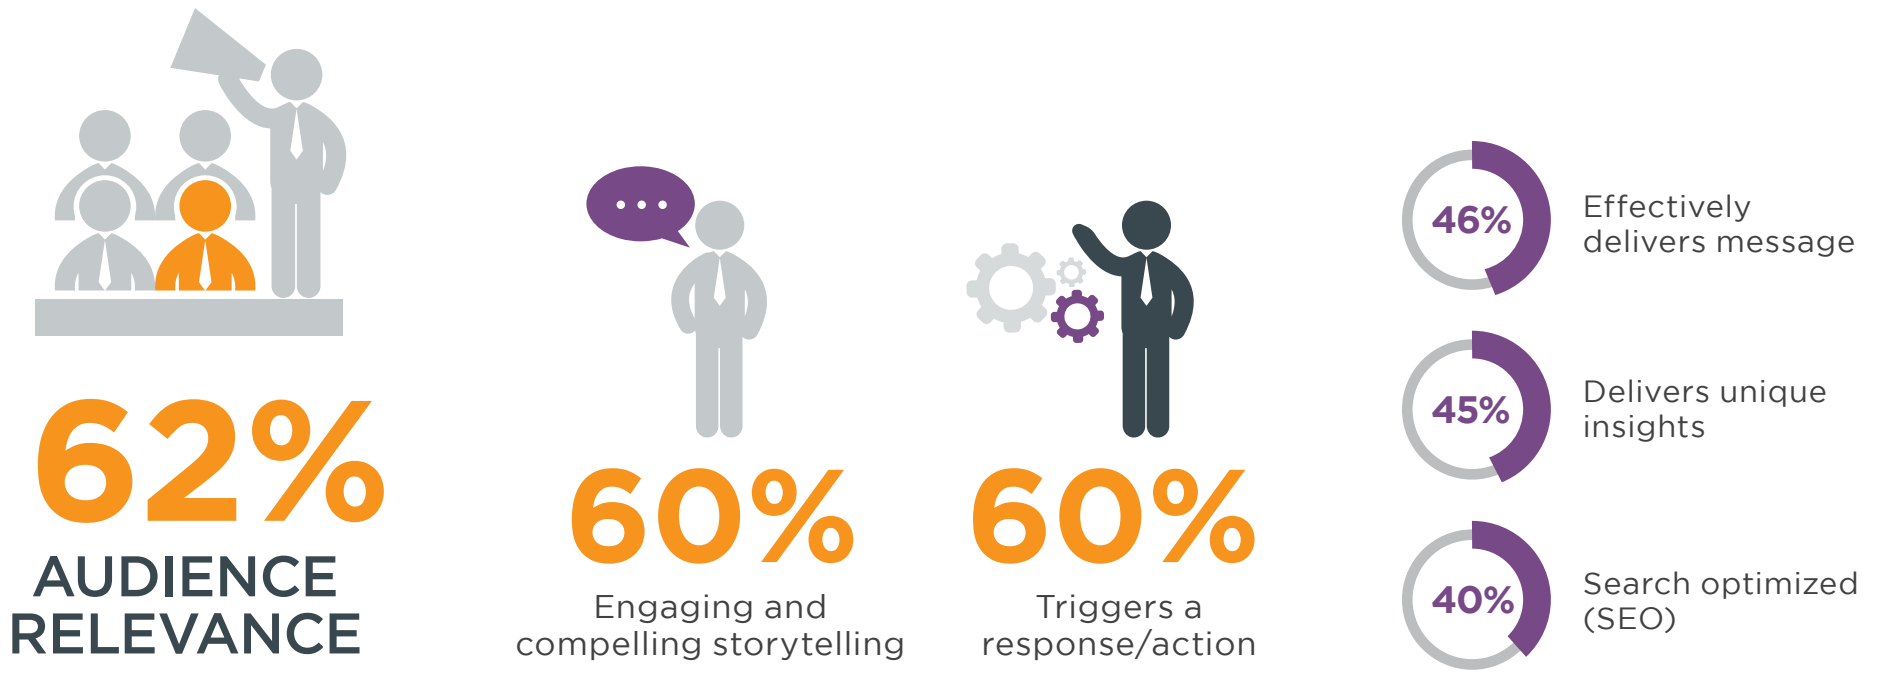 62%
AUDIENCE
RELEVANCE
60%
Engaging and
compelling storytelling
60%
Triggers a
response/action
46%
Effectively
delivers message
45%
Delivers unique
insights
40%
Search optimized
(SEO)